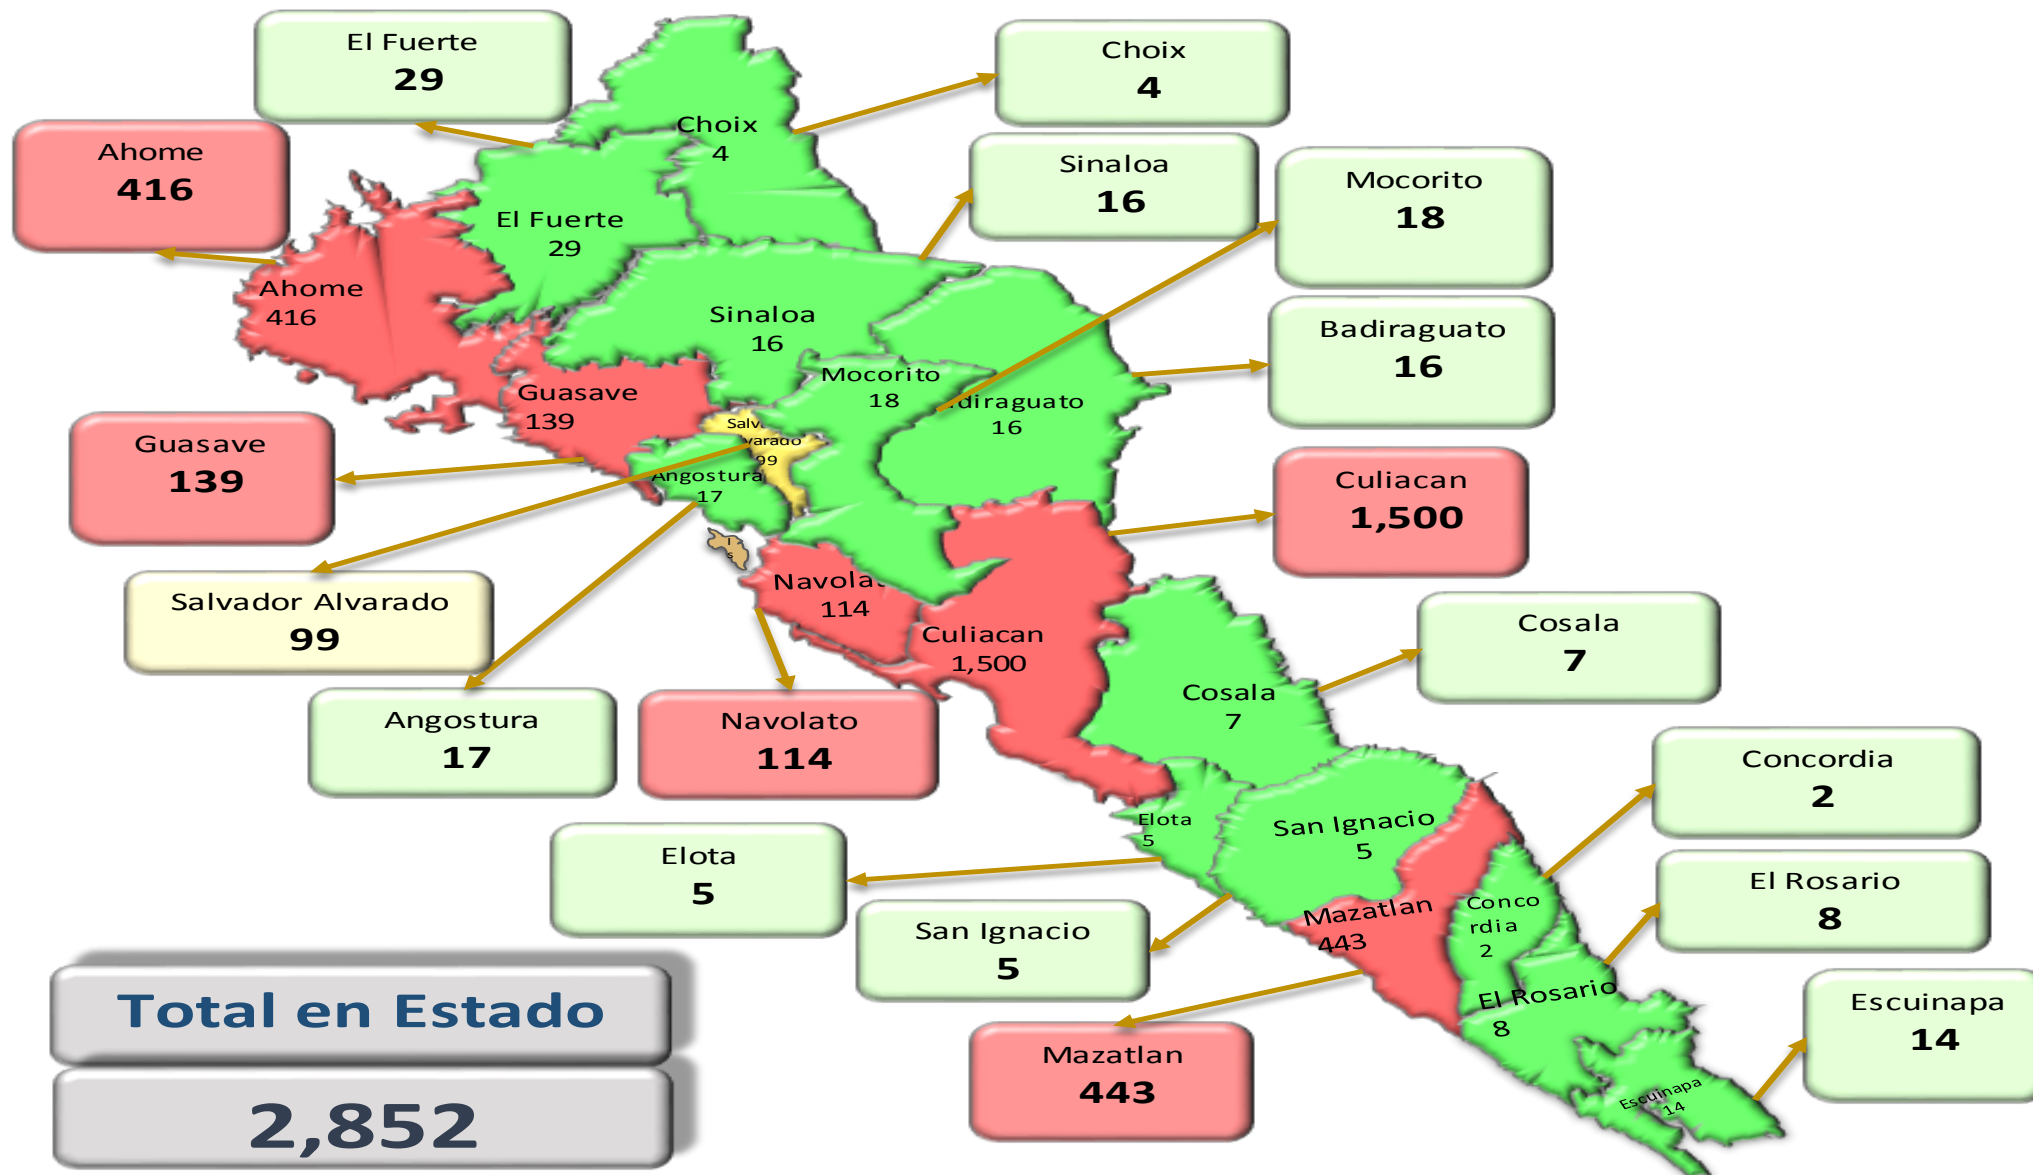 El Fuerte
29
Choix
4
Ahome
416
Sinaloa
16
Mocorito
18
Badiraguato
16
Guasave
139
Culiacan
1,500
Salvador Alvarado
99
Cosala
7
Angostura
17
Navolato
114
Concordia
2
Elota
5
El Rosario
8
San Ignacio
5
Escuinapa
14
Mazatlan
443
Choix
4
El Fuerte
29
Ahome
416
Sinaloa
16
Mocorito
18
Guasave
139
diraguato
16
Salv
varado
99
Angostura
17
Navolat
114
Culiacan
1,500
Cosala
7
Elota
5
San Ignacio
5
Mazatlan
443
Conco
rdia
2
El Rosario
8
Escuinapa
14
Total en Estado
2,852